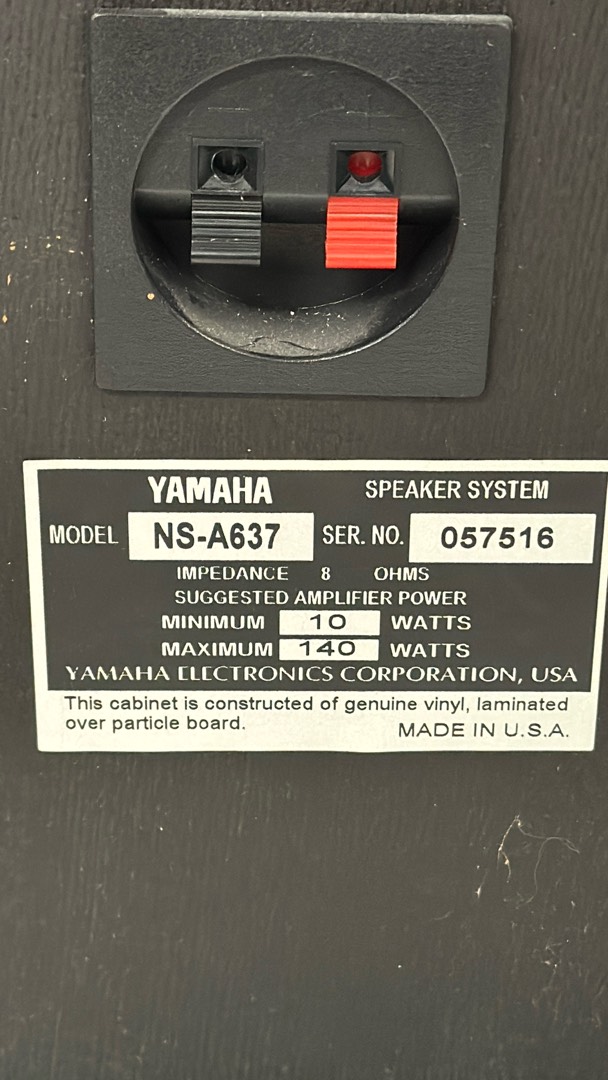 YAMAHA SPEAKER SYSTEM
MODEL NS-A637 SER. NO. 057516
IMPEDANCE 8 OHMS
SUGGESTED AMPLIFIER POWER
MINIMUM 10 WATTS
MAXIMUM 140 WATTS
YAMAHA ELECTRONICS CORPORATION, USA
This cabinet is constructed of genuine vinyl, laminated
over particle board. MADE IN U.S.A.